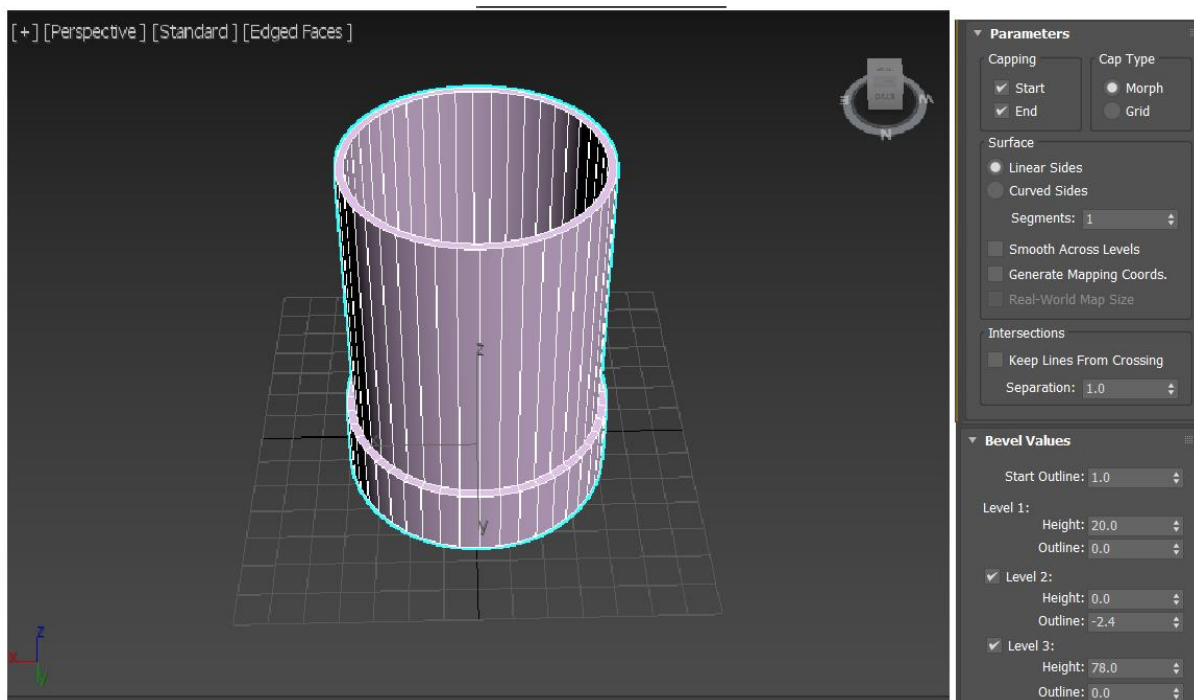 [+] [Perspective ] [Standard ] [Edged Faces ]
E
W
N
z
y
z
x
y
Parameters
Capping
Start
End
Cap Type
Morph
Grid
Surface
Linear Sides
Curved Sides
Segments: 1
Smooth Across Levels
Generate Mapping Coords.
Real-World Map Size
Intersections
Keep Lines From Crossing
Separation: 1.0
Bevel Values
Start Outline: 1.0
Level 1:
Height: 20.0
Outline: 0.0
Level 2:
Height: 0.0
Outline: -2.4
Level 3:
Height: 78.0
Outline: 0.0